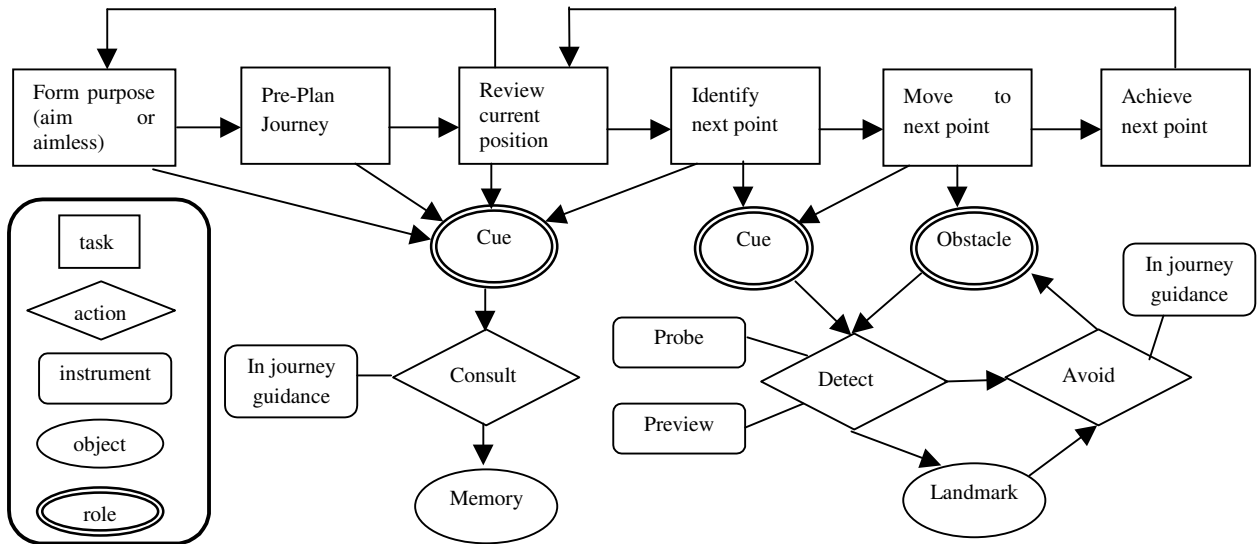 Form purpose
(aim or
aimless)
Pre-Plan
Journey
Review
current
position
Identify
next point
Move to
next point
Achieve
next point
task
action
instrument
object
role
Cue
Cue
Obstacle
In journey
guidance
In journey
guidance
Consult
Memory
Probe
Preview
Detect
Avoid
Landmark